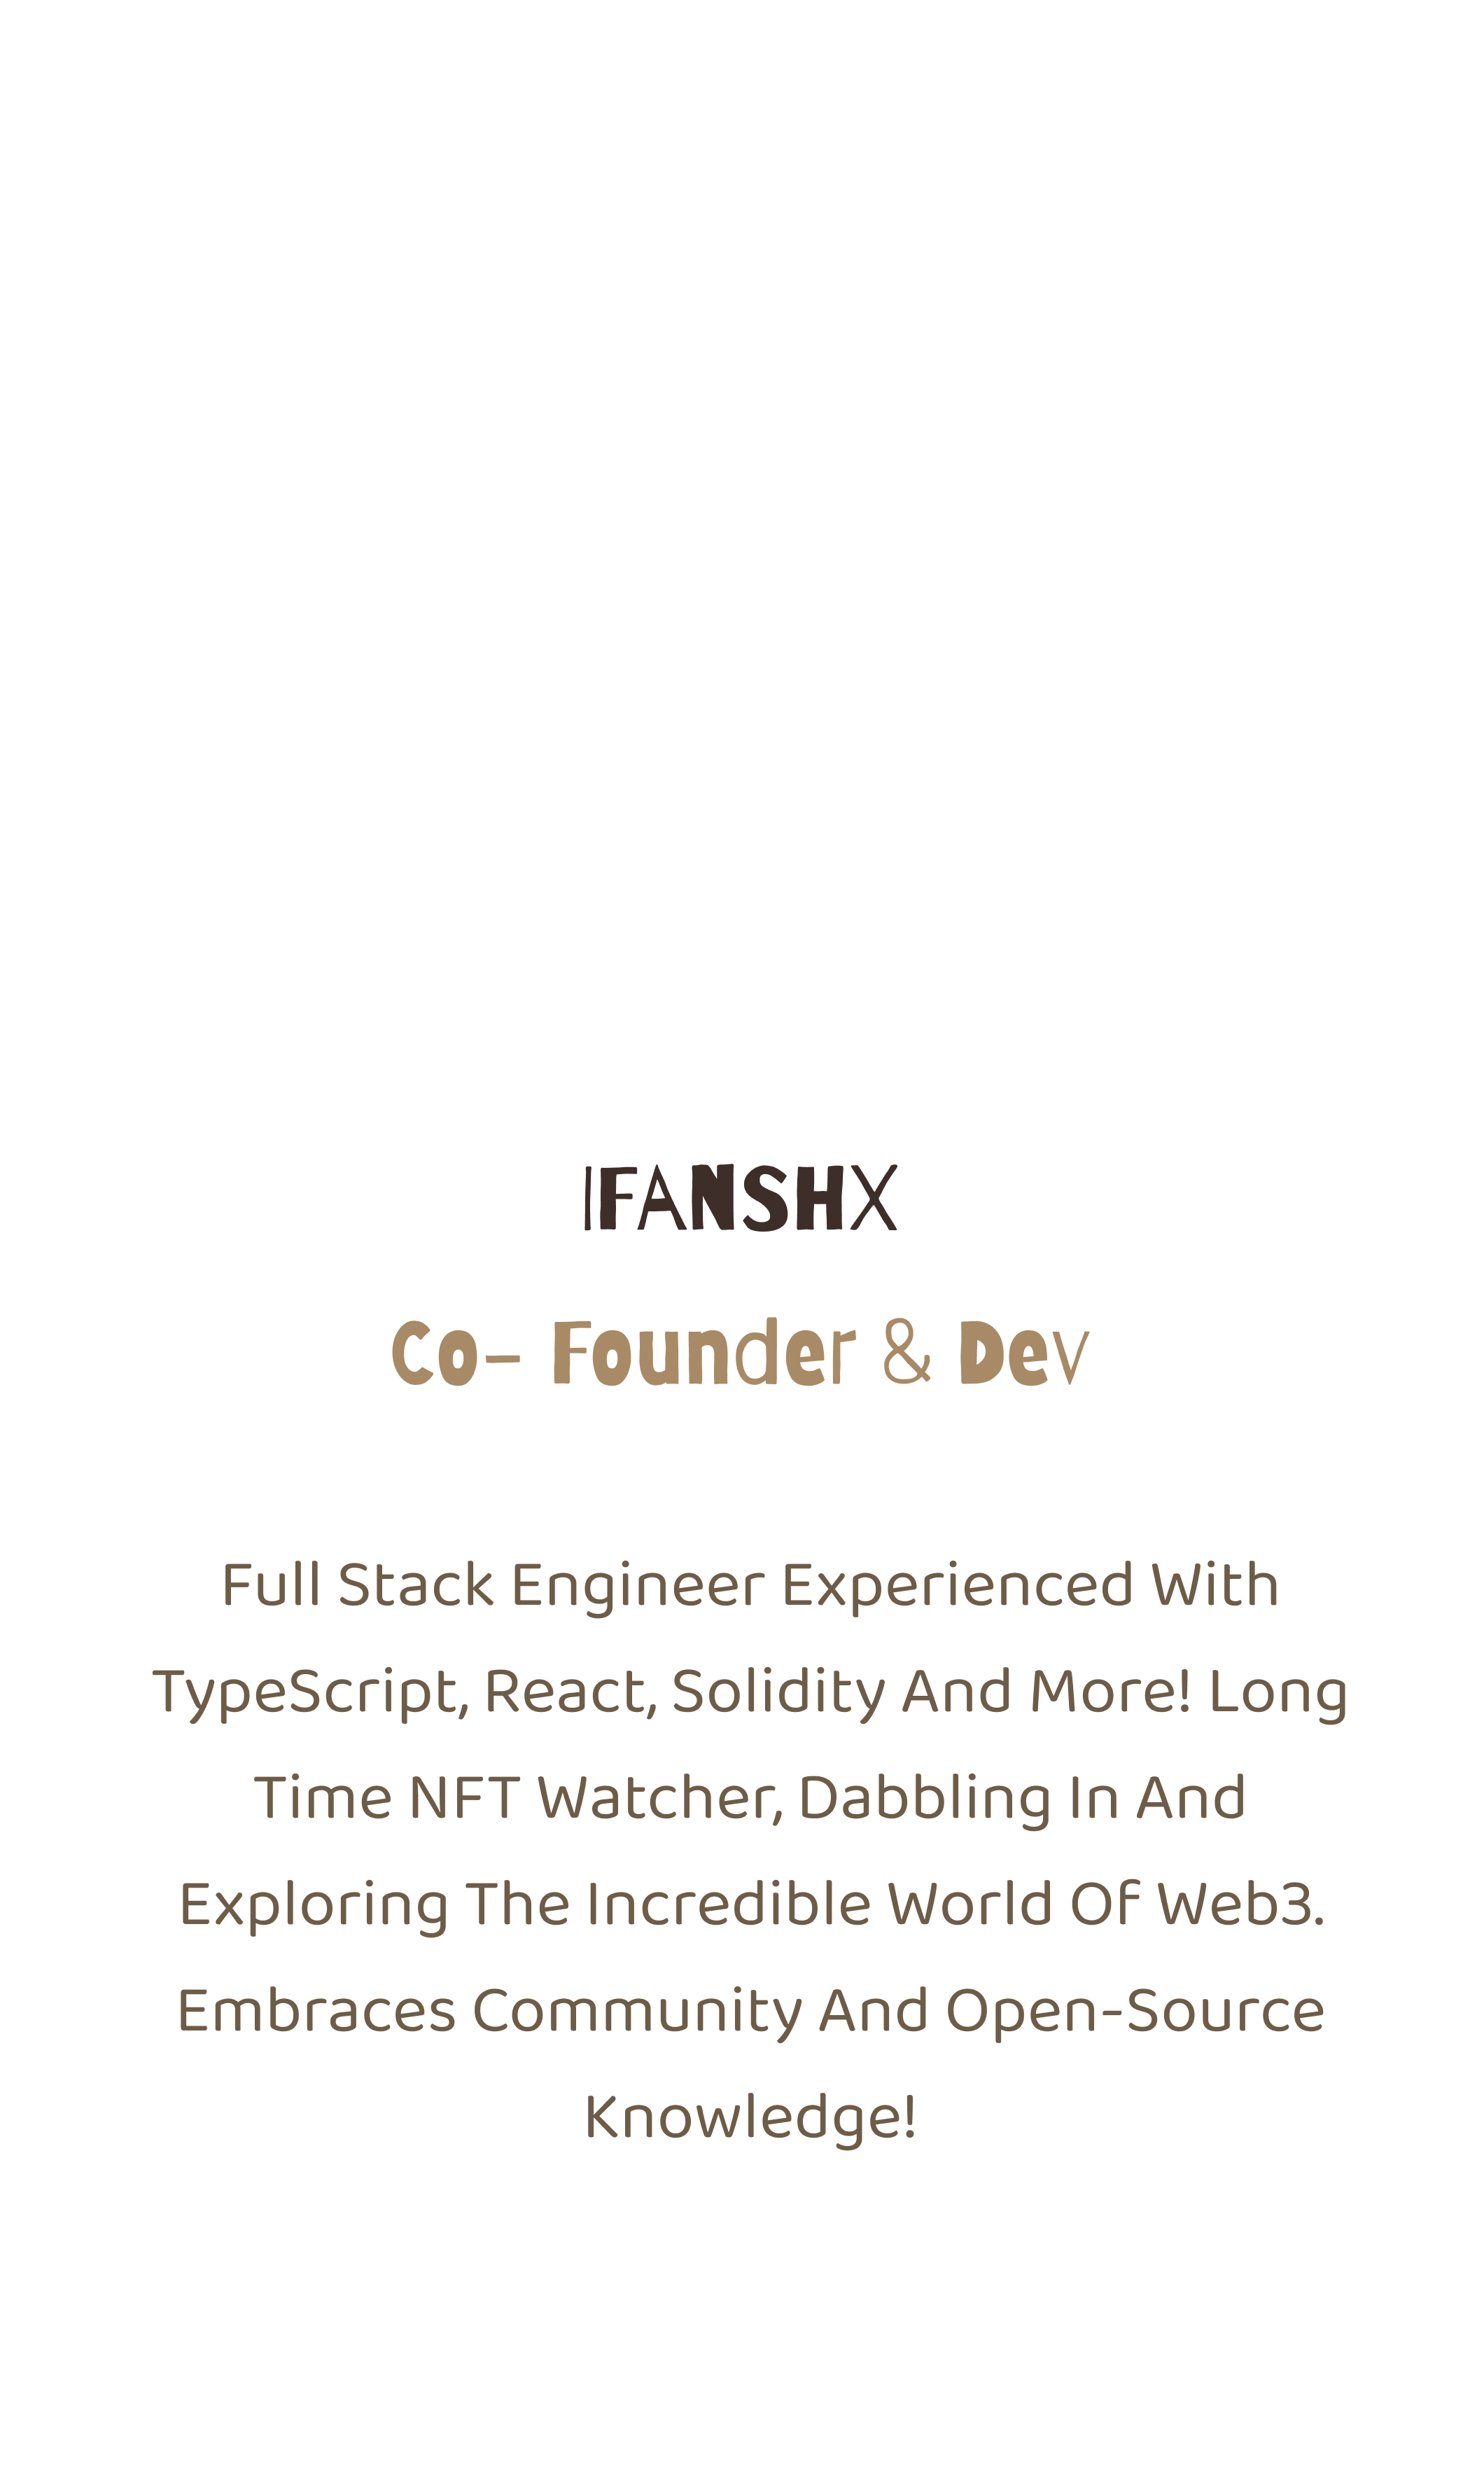 IFANSHX
Co- Founder & Dev
Full Stack Engineer Experienced With
TypeScript, React, Solidity And More! Long
Time NFT Watcher, Dabbling In And
Exploring The Incredible World Of Web3.
Embraces Community And Open-Source
Knowledge!